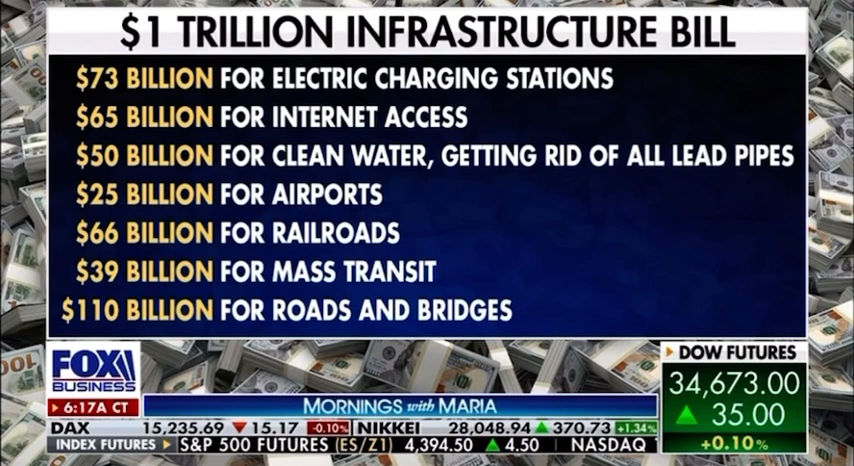 $1 TRILLION INFRASTRUCTURE BILL
$73 BILLION FOR ELECTRIC CHARGING STATIONS
$65 BILLION FOR INTERNET ACCESS
$50 BILLION FOR CLEAN WATER, GETTING RID OF ALL LEAD PIPES
$25 BILLION FOR AIRPORTS
$66 BILLION FOR RAILROADS
$39 BILLION FOR MASS TRANSIT
$110 BILLION FOR ROADS AND BRIDGES
FOX
BUSINESS
6:17A CT
MORNINGS with MARIA
DOW FUTURES
34,673.00
▲ 35.00
+0.10%
DAX 15,235.69 ▼ 15.17 -0.10% NIKKEI 28,048.94 ▲ 370.73 +1.34%
INDEX FUTURES S&P 500 FUTURES (ES/Z1) 4,394.50 ▲ 4.50 NASDAQ